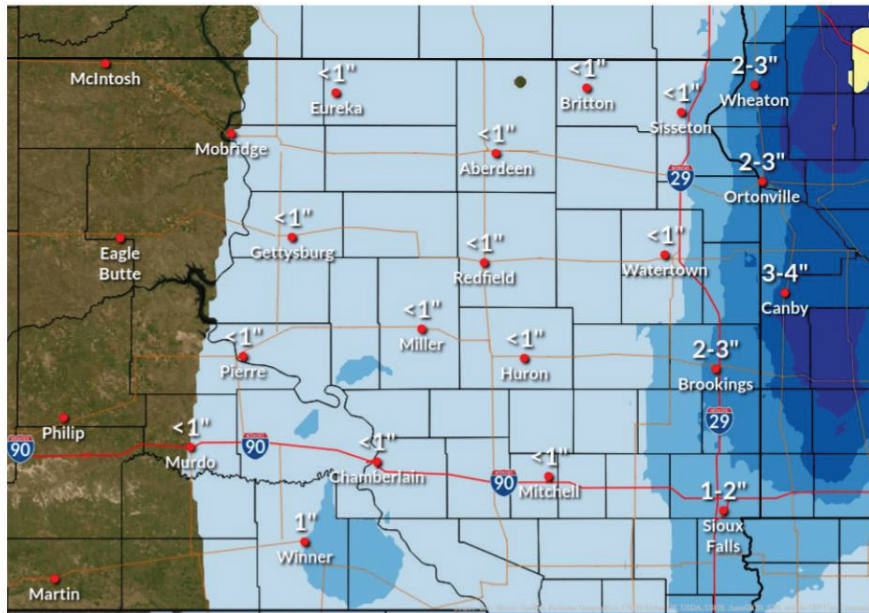 McIntosh
<1"
Eureka
<1"
Britton
2-3"
Wheaton
<1"
Sisseton
Mobridge
<1"
Aberdeen
29
2-3"
Ortonville
Eagle
Butte
<1"
Gettysburg
<1"
Redfield
<1"
Watertown
3-4"
Canby
<1"
Pierre
<1"
Miller
<1"
Huron
2-3"
Brookings
Philip
90
<1"
Murdo
90
<1"
Chamberlain
90
<1"
Mitchell
29
1-2"
Sioux
Falls
1"
Winner
Martin